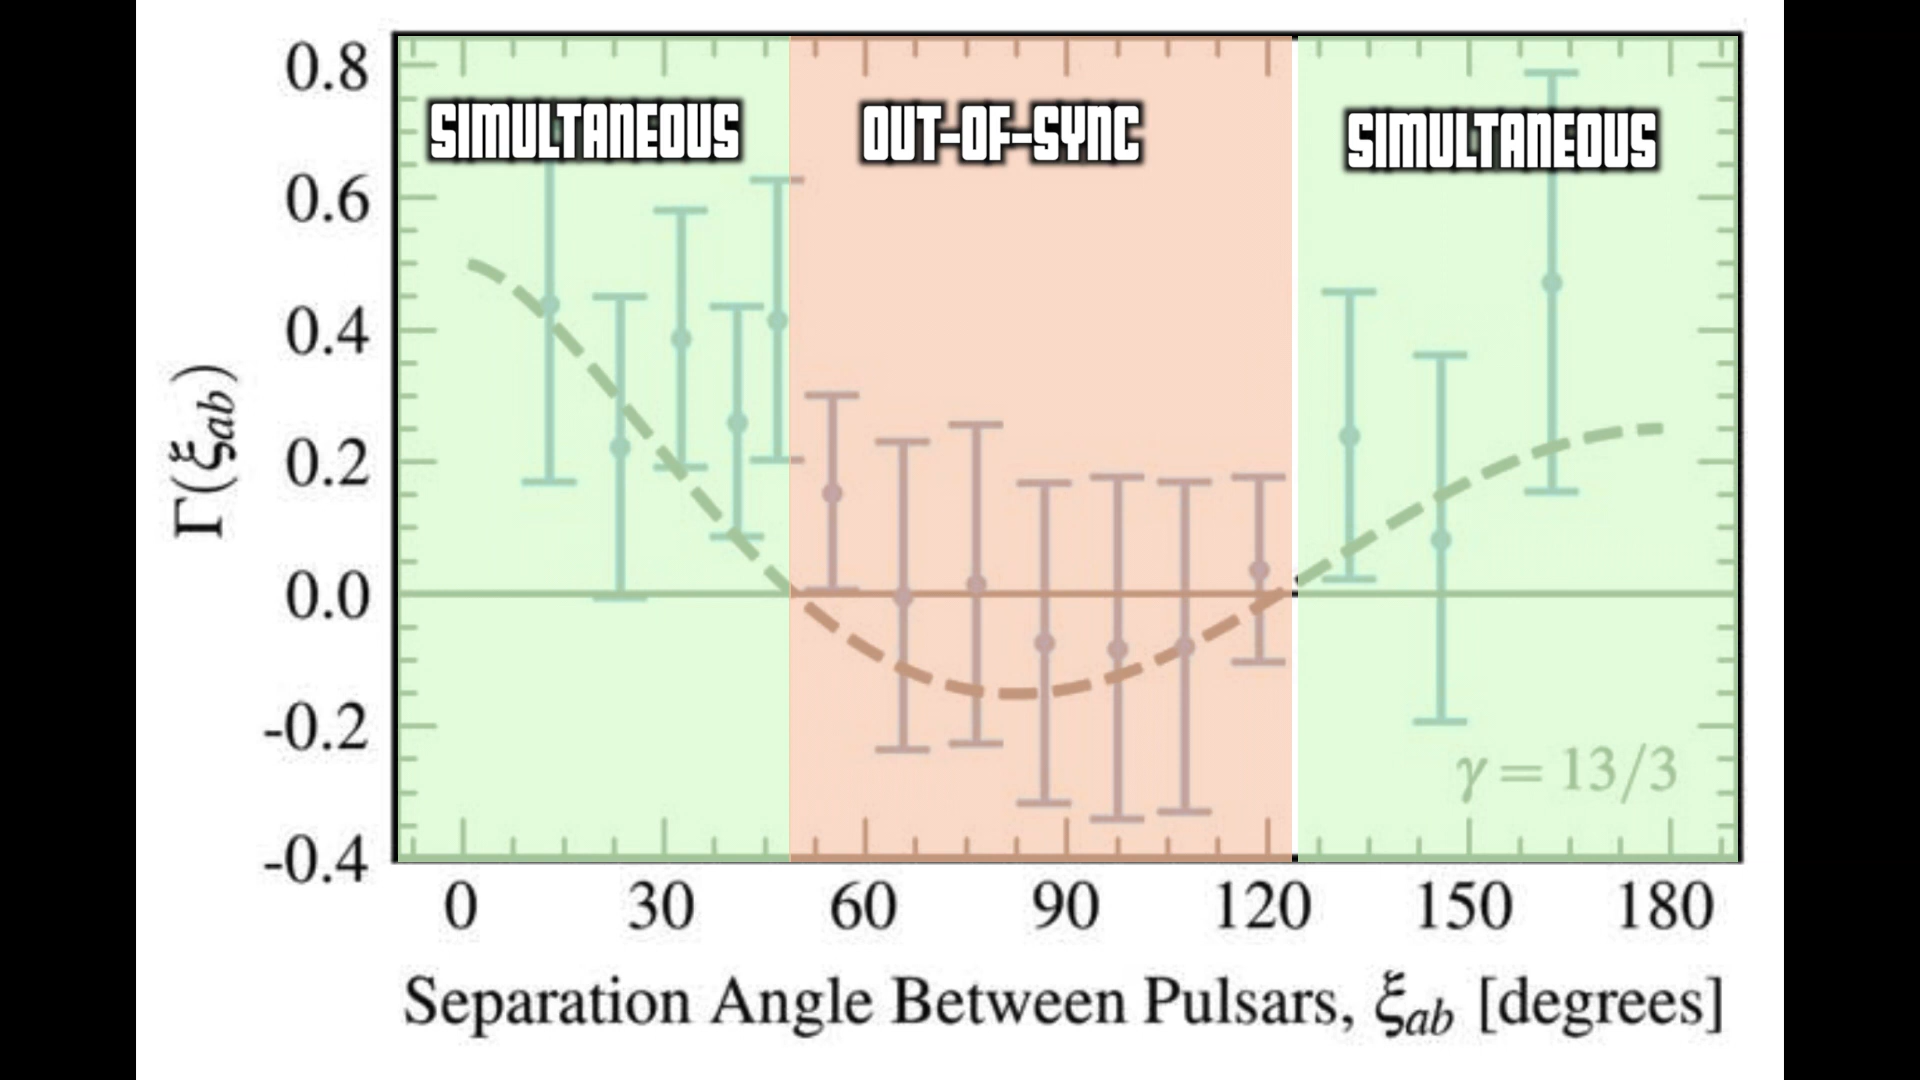 0.8
0.6
0.4
0.2
0.0
-0.2
-0.4
Γ(ξab)
SIMULTANEOUS
OUT-OF-SYNC
SIMULTANEOUS
γ = 13/3
0 30 60 90 120 150 180
Separation Angle Between Pulsars, ξab [degrees]